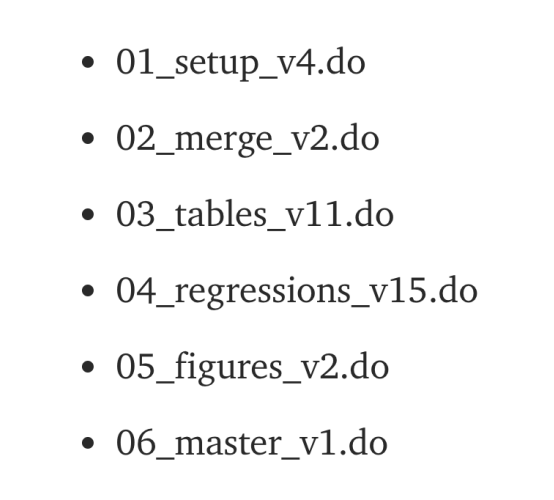 • 01_setup_v4.do
• 02_merge_v2.do
• 03_tables_v11.do
• 04_regressions_v15.do
• 05_figures_v2.do
• 06_master_v1.do